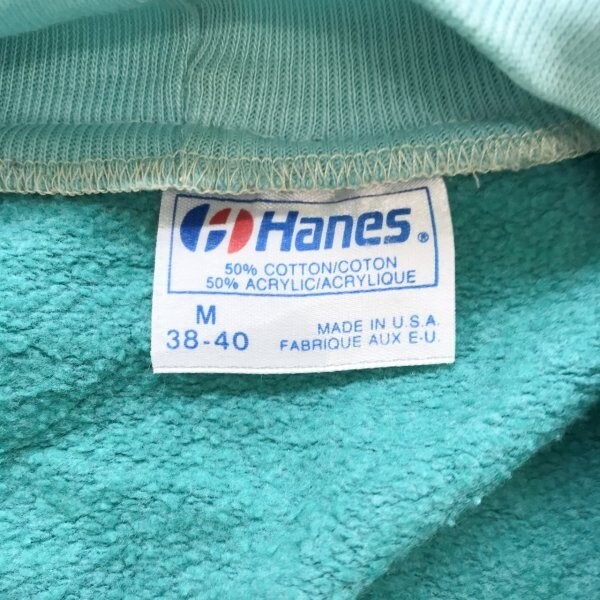 Hanes®
50% COTTON/COTON
50% ACRYLIC/ACRYLIQUE
M
38-40
MADE IN U.S.A.
FABRIQUE AUX E-U.